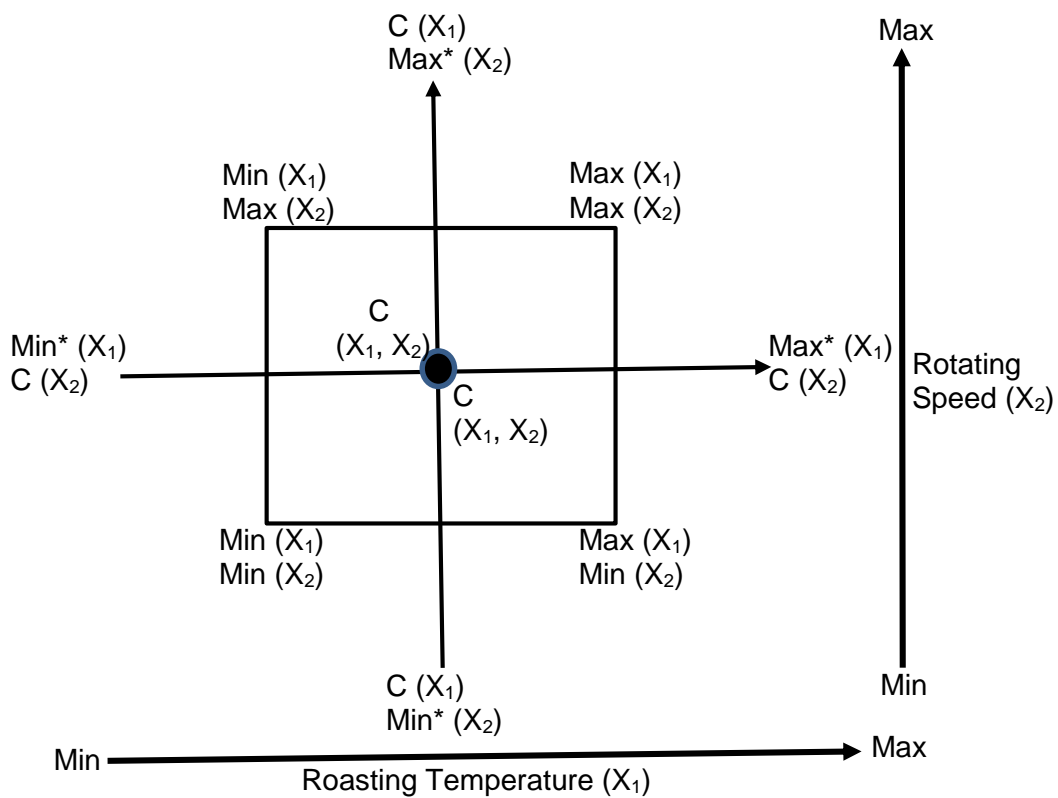 C (X₁)
Max* (X₂)
Max
Min (X₁)
Max (X₂)
Max (X₁)
Max (X₂)
C
(X₁, X₂)
Min* (X₁)
C (X₂)
Max* (X₁)
C (X₂)
Rotating
Speed (X₂)
C
(X₁, X₂)
Min (X₁)
Min (X₂)
Max (X₁)
Min (X₂)
C (X₁)
Min* (X₂)
Min
Min
Max
Roasting Temperature (X₁)